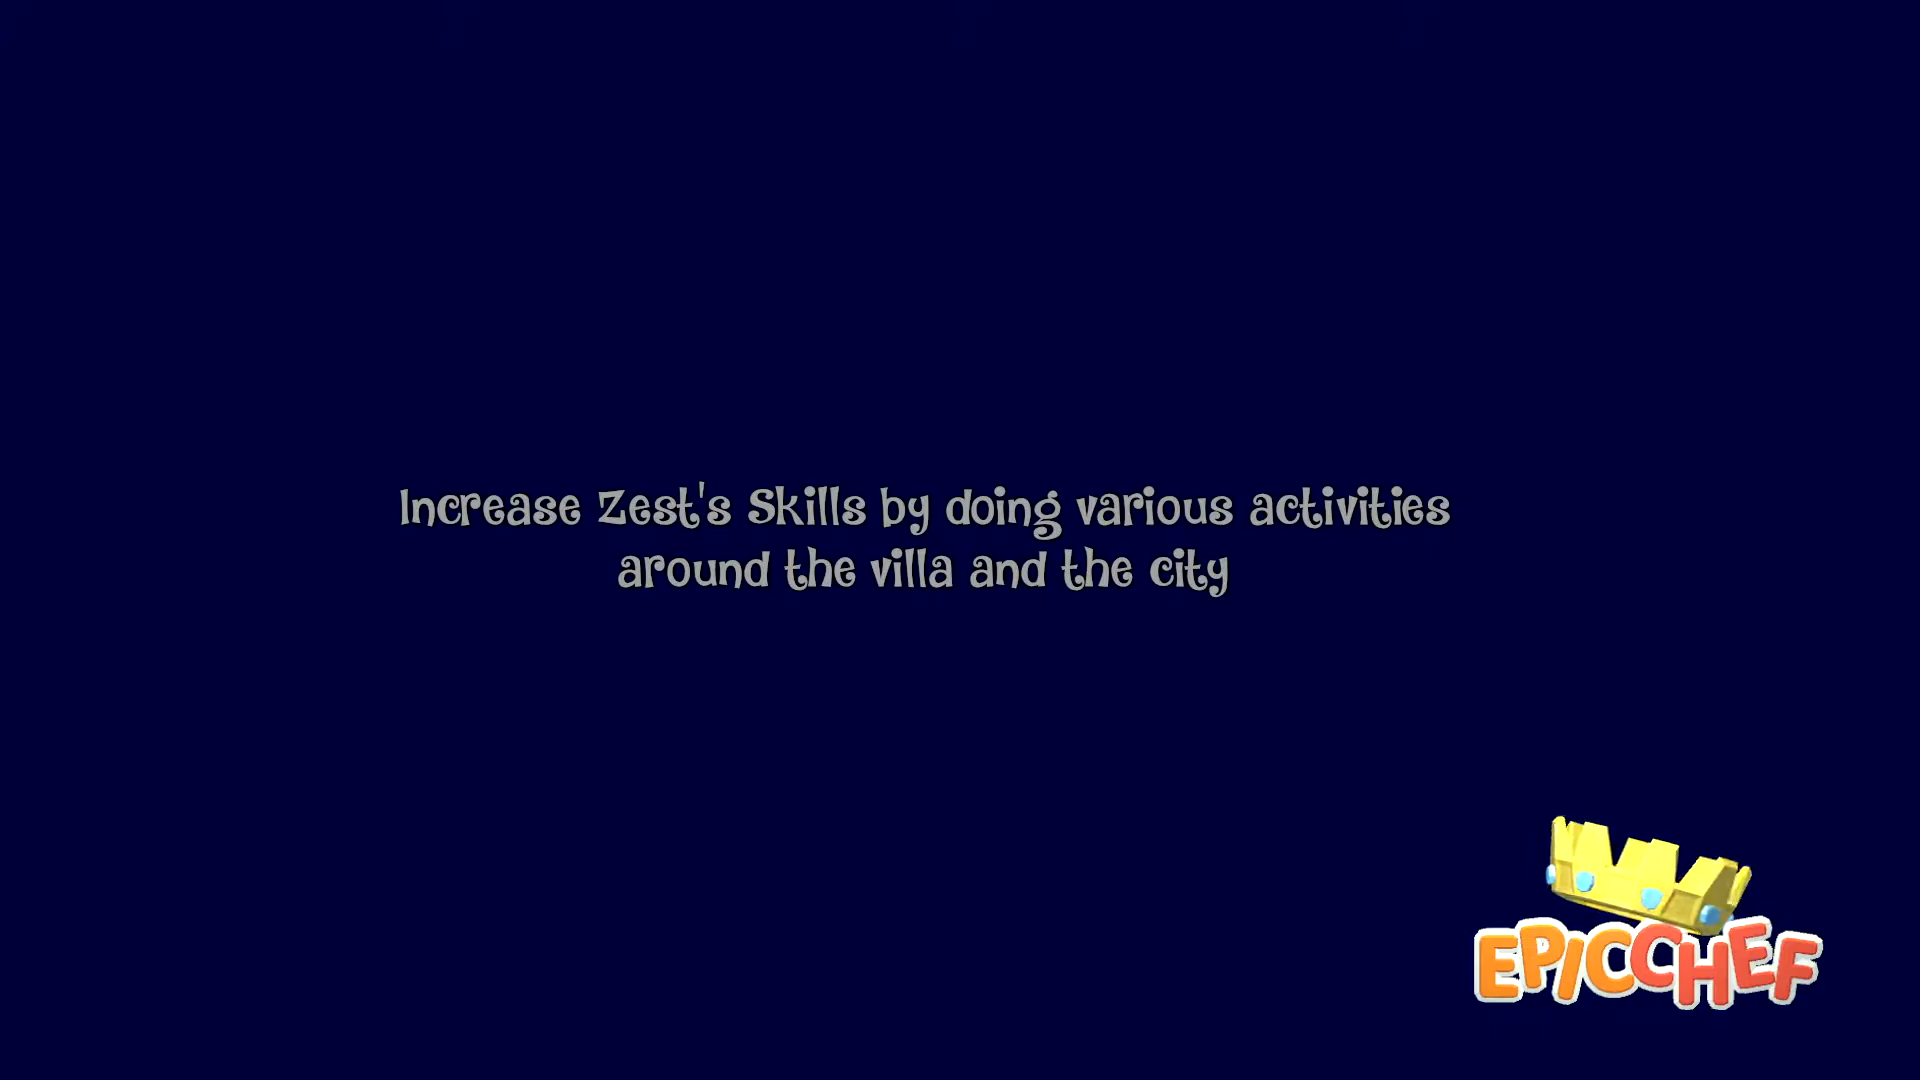 Increase Zest's Skills by doing various activities
around the villa and the city
EPICCHEF